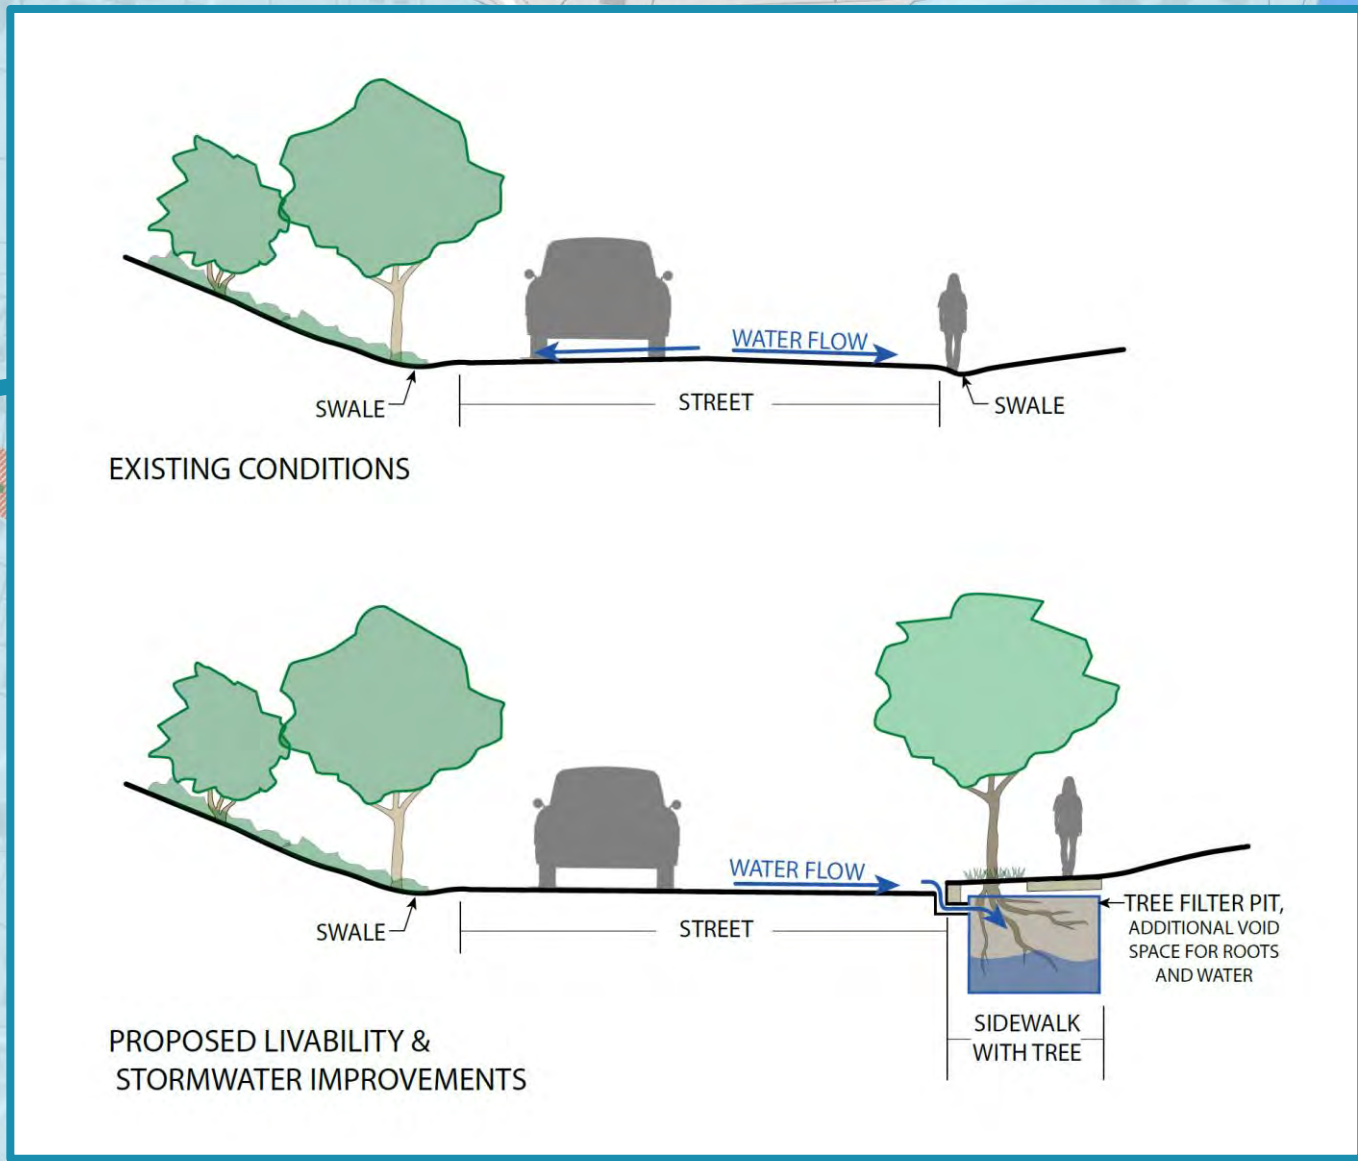 WATER FLOW
SWALE
STREET
SWALE
EXISTING CONDITIONS
WATER FLOW
SWALE
STREET
TREE FILTER PIT,
ADDITIONAL VOID
SPACE FOR ROOTS
AND WATER
SIDEWALK
WITH TREE
PROPOSED LIVABILITY &
STORMWATER IMPROVEMENTS